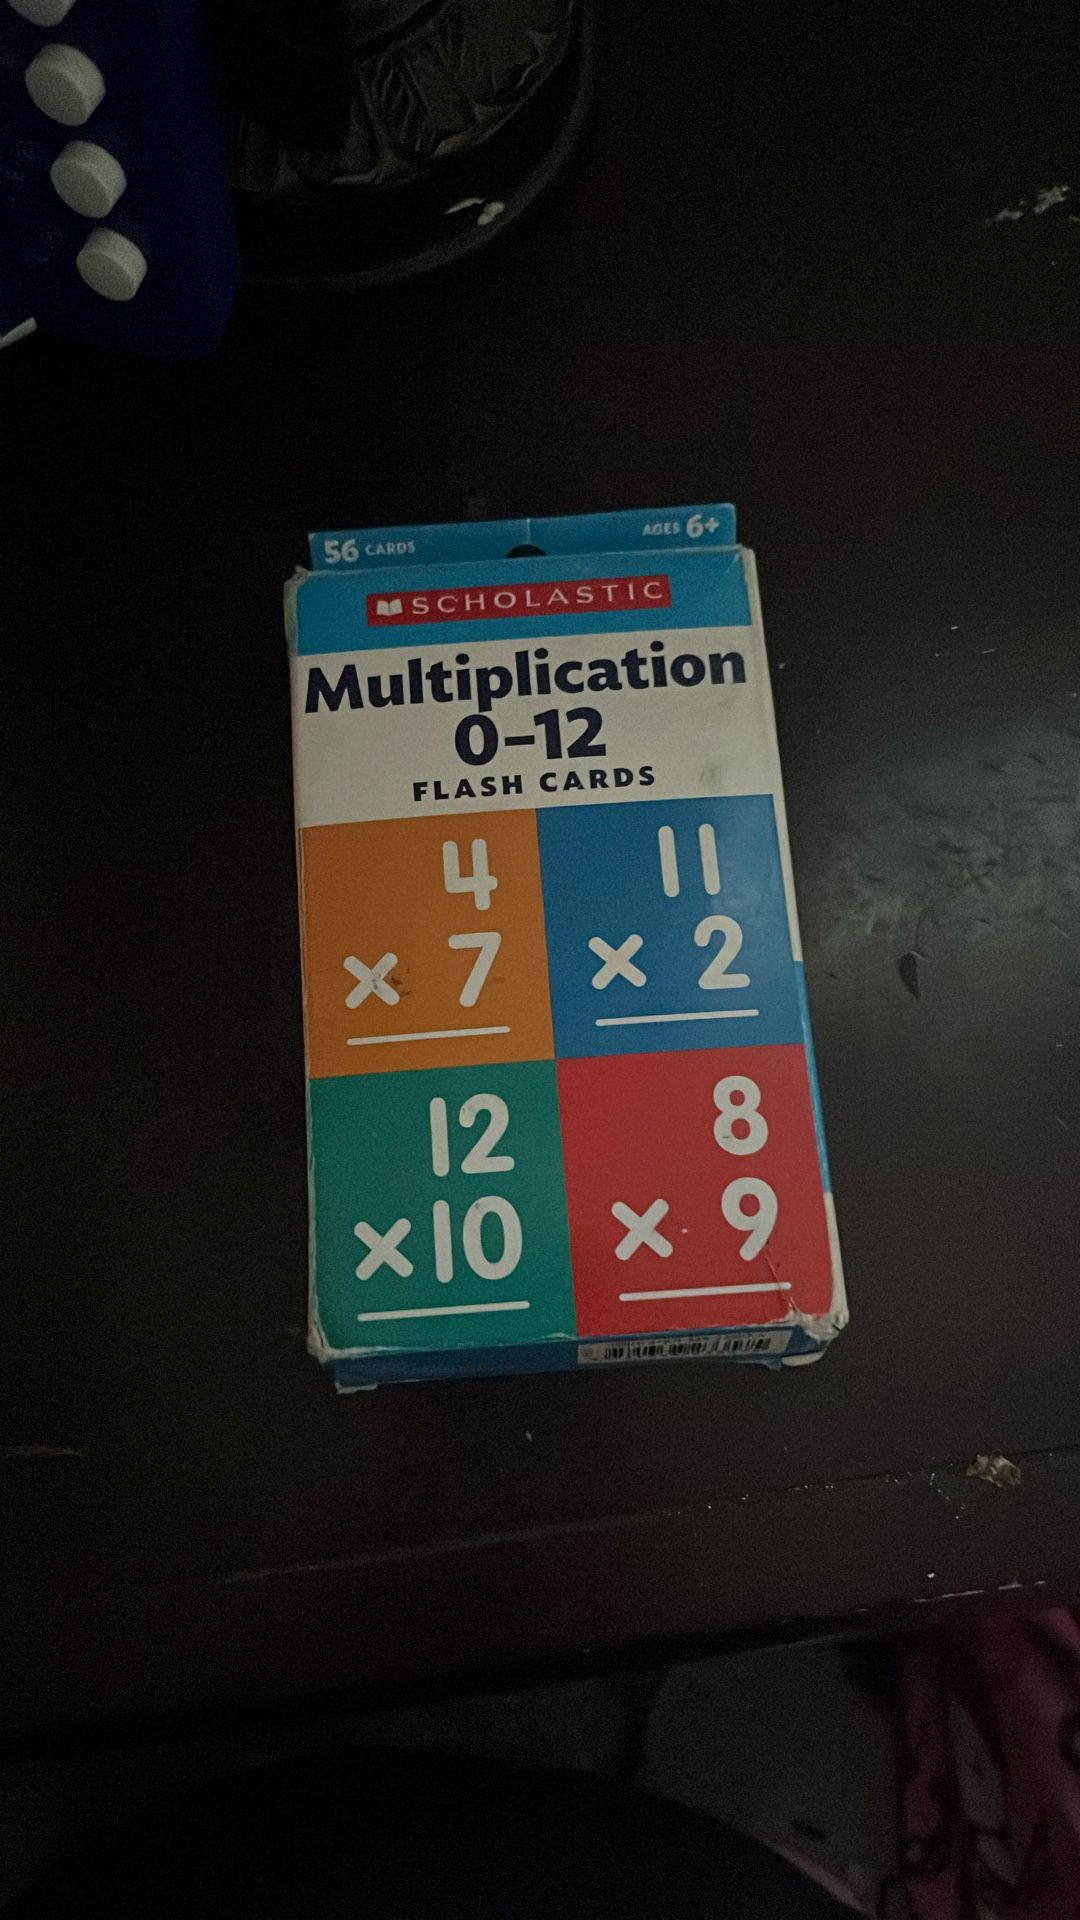 56 CARDS
AGES 6+
SCHOLASTIC
Multiplication
0-12
FLASH CARDS
4
× 7
11
× 2
12
×10
8
× 9